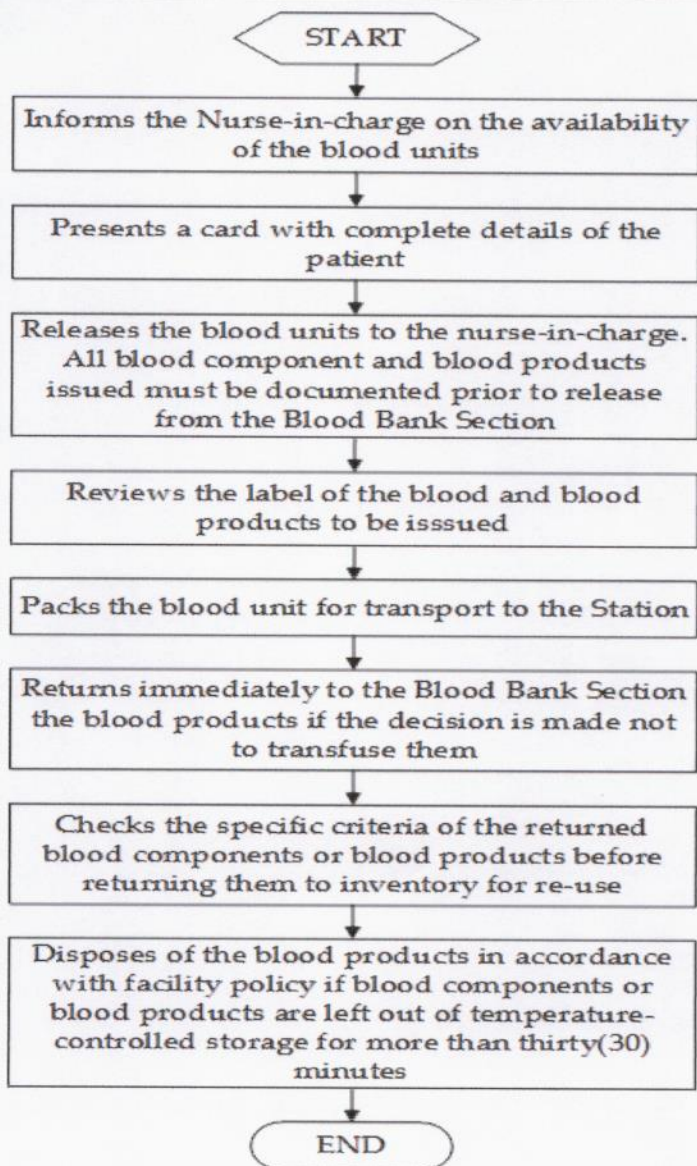 START
Informs the Nurse-in-charge on the availability
of the blood units
Presents a card with complete details of the
patient
Releases the blood units to the nurse-in-charge.
All blood component and blood products
issued must be documented prior to release
from the Blood Bank Section
Reviews the label of the blood and blood
products to be isssued
Packs the blood unit for transport to the Station
Returns immediately to the Blood Bank Section
the blood products if the decision is made not
to transfuse them
Checks the specific criteria of the returned
blood components or blood products before
returning them to inventory for re-use
Disposes of the blood products in accordance
with facility policy if blood components or
blood products are left out of temperature-
controlled storage for more than thirty(30)
minutes
END